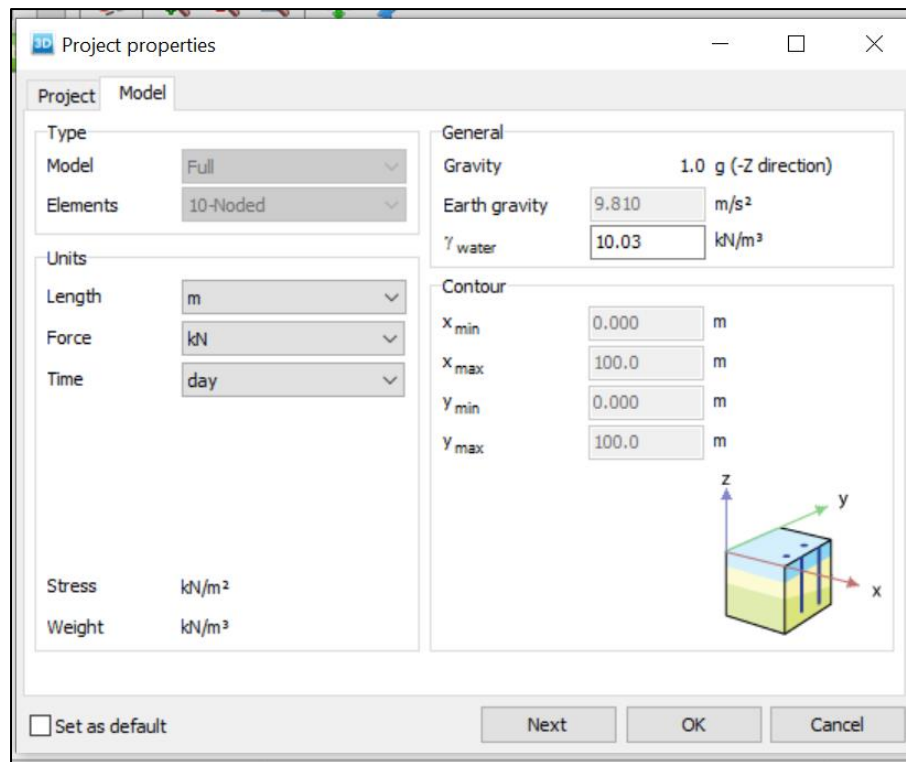 3D Project properties
Project Model
Type
Model Full
Elements 10-Noded
Units
Length m
Force kN
Time day
Stress kN/m²
Weight kN/m³
General
Gravity 1.0 g (-Z direction)
Earth gravity 9.810 m/s²
γ water 10.03 kN/m³
Contour
x min 0.000 m
x max 100.0 m
y min 0.000 m
y max 100.0 m
z
y
x
Set as default Next OK Cancel